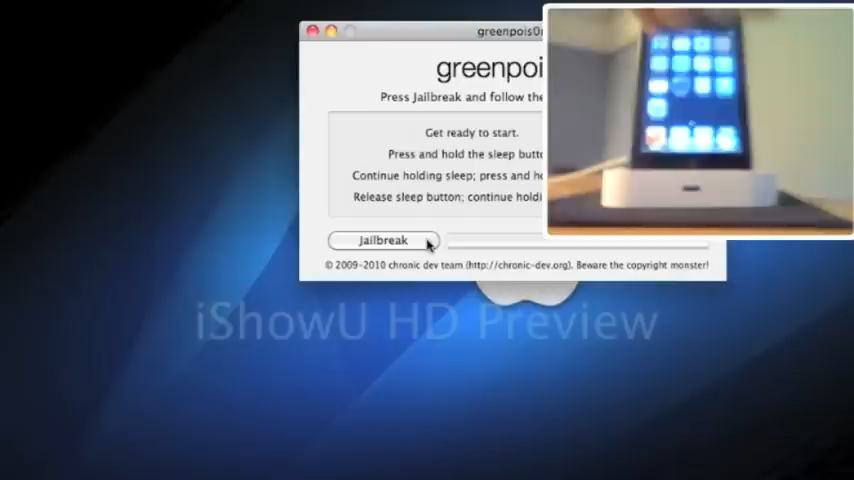 greenpois0
greenpoi
Press Jailbreak and follow the
Get ready to start.
Press and hold the sleep butto
Continue holding sleep; press and ho
Release sleep button; continue holdi
Jailbreak
© 2009-2010 chronic dev team (http://chronic-dev.org). Beware the copyright monster!
iShowU HD Preview